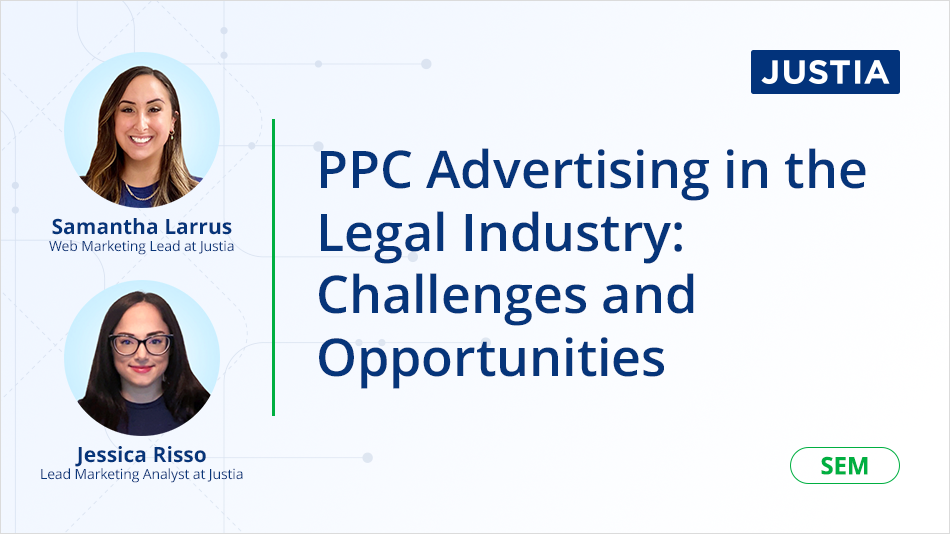 JUSTIA
Samantha Larrus
Web Marketing Lead at Justia
Jessica Risso
Lead Marketing Analyst at Justia
PPC Advertising in the
Legal Industry:
Challenges and
Opportunities
SEM